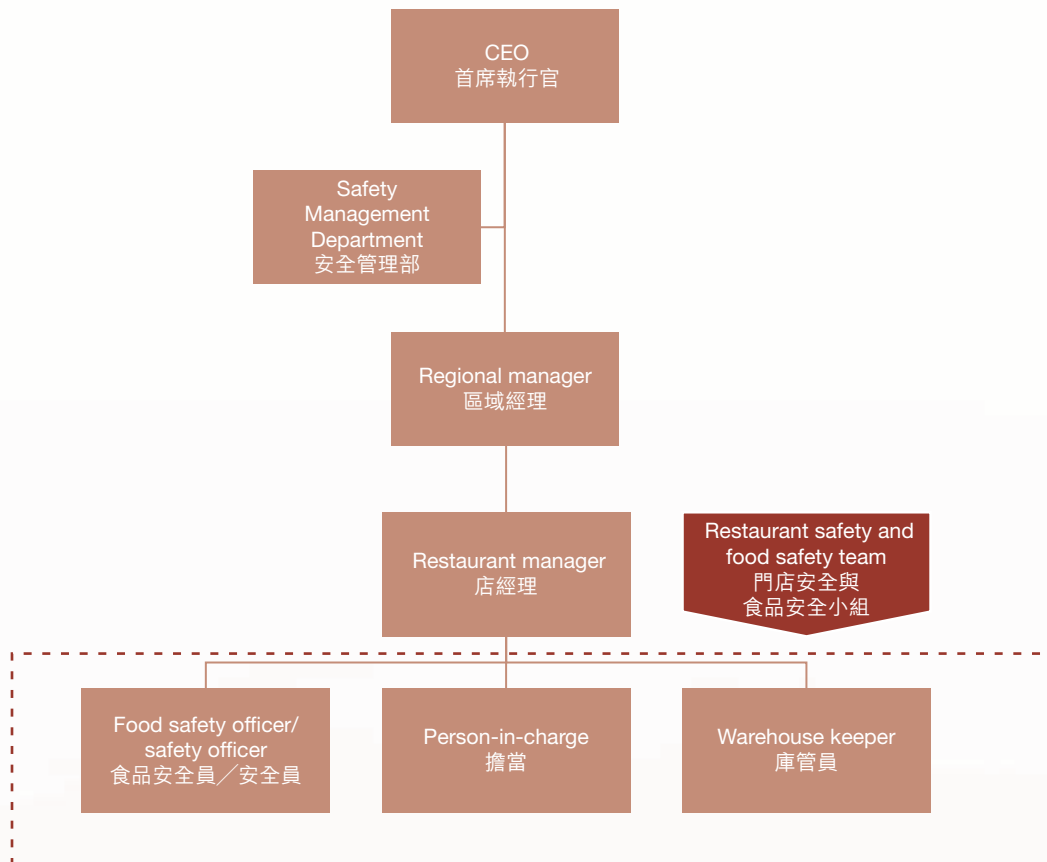 CEO
首席執行官
Safety
Management
Department
安全管理部
Regional manager
區域經理
Restaurant manager
店經理
Restaurant safety and
food safety team
門店安全與
食品安全小組
Food safety officer/
safety officer
食品安全員╱安全員
Person-in-charge
擔當
Warehouse keeper
庫管員